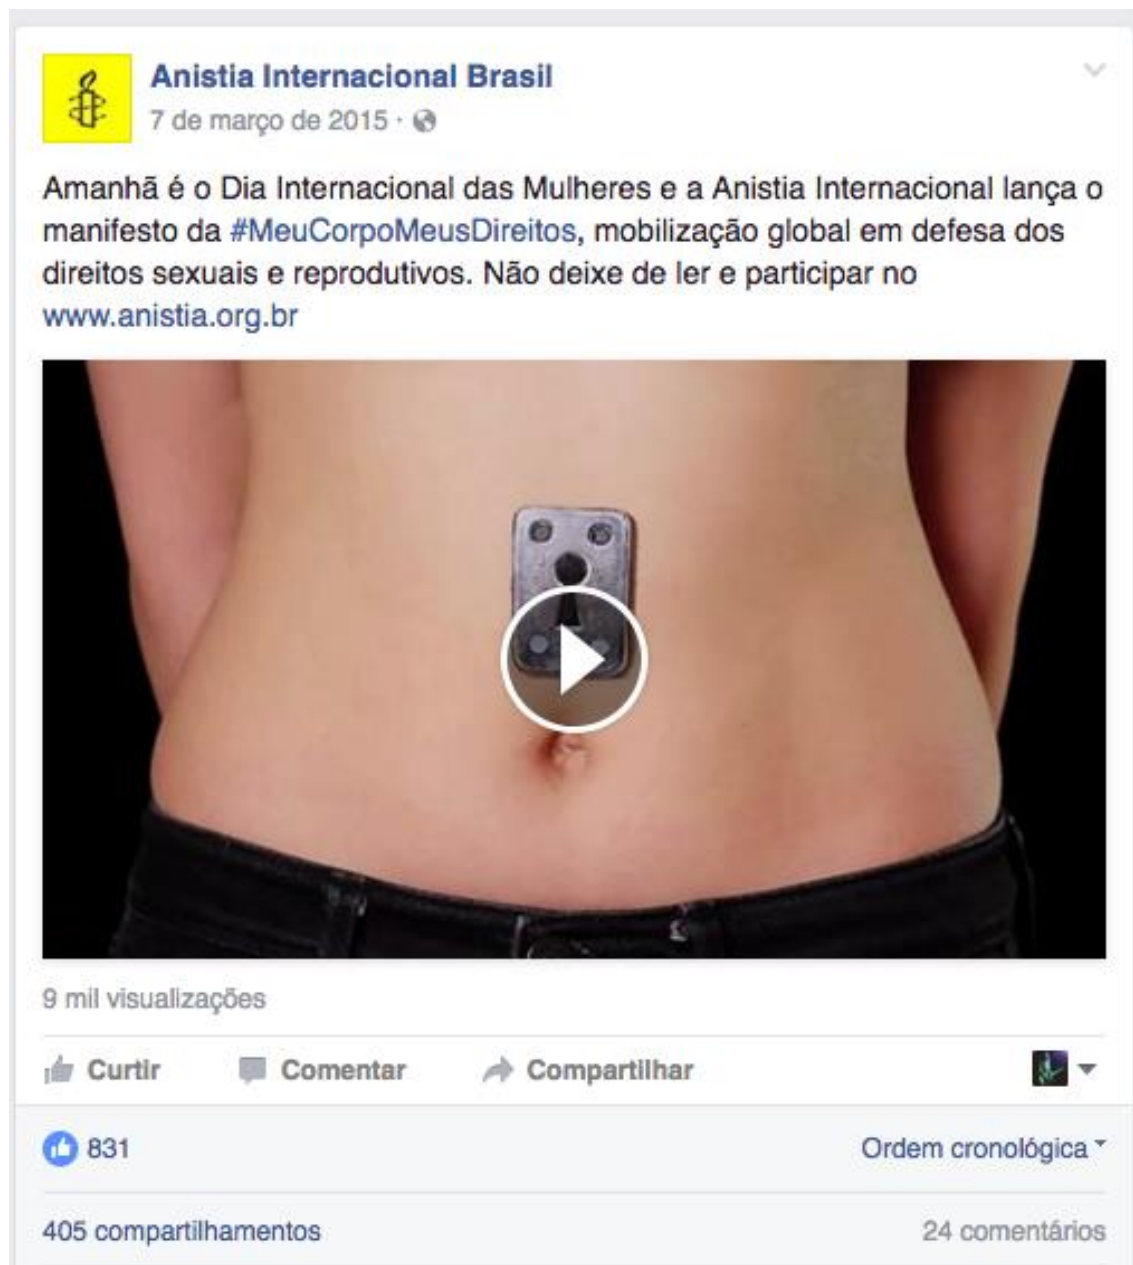 Anistia Internacional Brasil
7 de março de 2015 ·
Amanhã é o Dia Internacional das Mulheres e a Anistia Internacional lança o
manifesto da #MeuCorpoMeusDireitos, mobilização global em defesa dos
direitos sexuais e reprodutivos. Não deixe de ler e participar no
www.anistia.org.br
9 mil visualizações
Curtir Comentar Compartilhar
831 Ordem cronológica
405 compartilhamentos 24 comentários